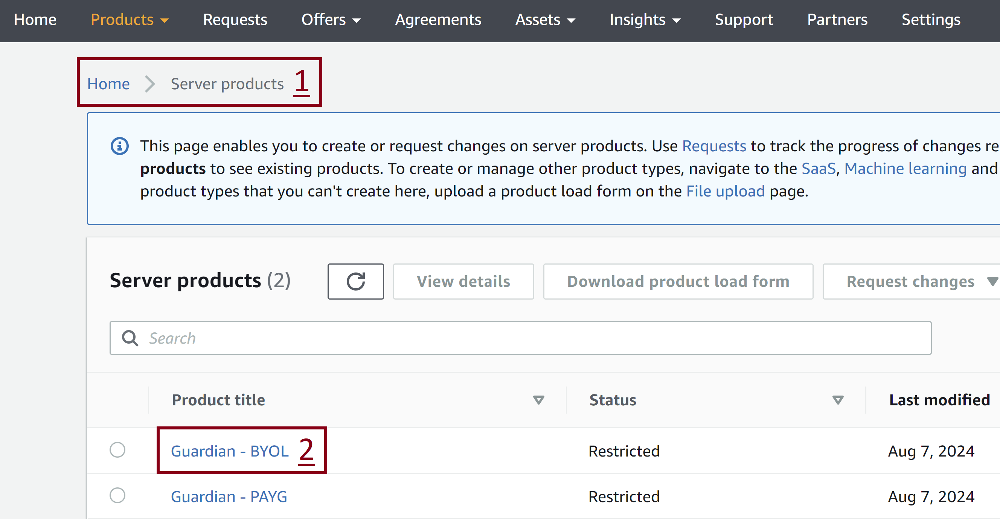 Home Products Requests Offers Agreements Assets Insights Support Partners Settings
Home Server products 1
This page enables you to create or request changes on server products. Use Requests to track the progress of changes re
products to see existing products. To create or manage other product types, navigate to the SaaS, Machine learning and
product types that you can't create here, upload a product load form on the File upload page.
Server products (2) View details Download product load form Request changes
Search
Product title Status Last modified
Guardian - BYOL 2 Restricted Aug 7, 2024
Guardian - PAYG Restricted Aug 7, 2024